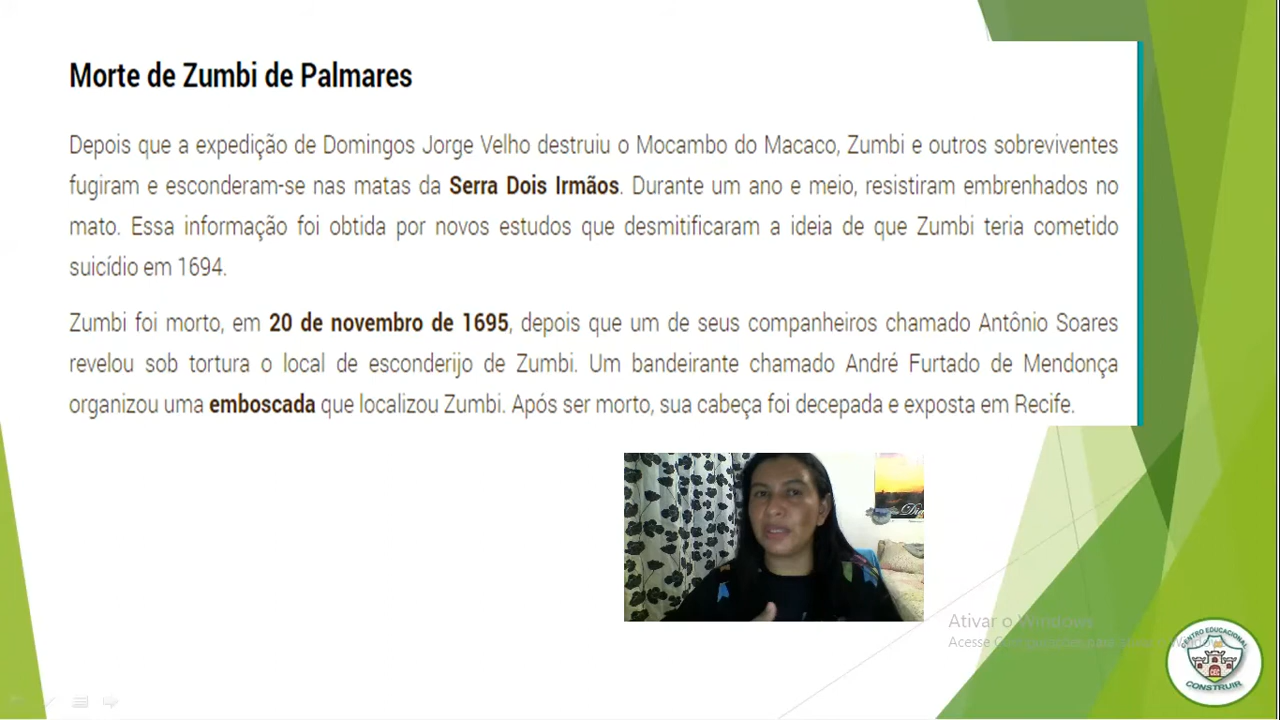 Morte de Zumbi de Palmares
Depois que a expedição de Domingos Jorge Velho destruiu o Mocambo do Macaco, Zumbi e outros sobreviventes
fugiram e esconderam-se nas matas da Serra Dois Irmãos. Durante um ano e meio, resistiram embrenhados no
mato. Essa informação foi obtida por novos estudos que desmitificaram a ideia de que Zumbi teria cometido
suicídio em 1694.
Zumbi foi morto, em 20 de novembro de 1695, depois que um de seus companheiros chamado Antônio Soares
revelou sob tortura o local de esconderijo de Zumbi. Um bandeirante chamado André Furtado de Mendonça
organizou uma emboscada que localizou Zumbi. Após ser morto, sua cabeça foi decepada e exposta em Recife.
Ativar o Windows
CENTRO EDUCACIONAL
CONSTRUIR